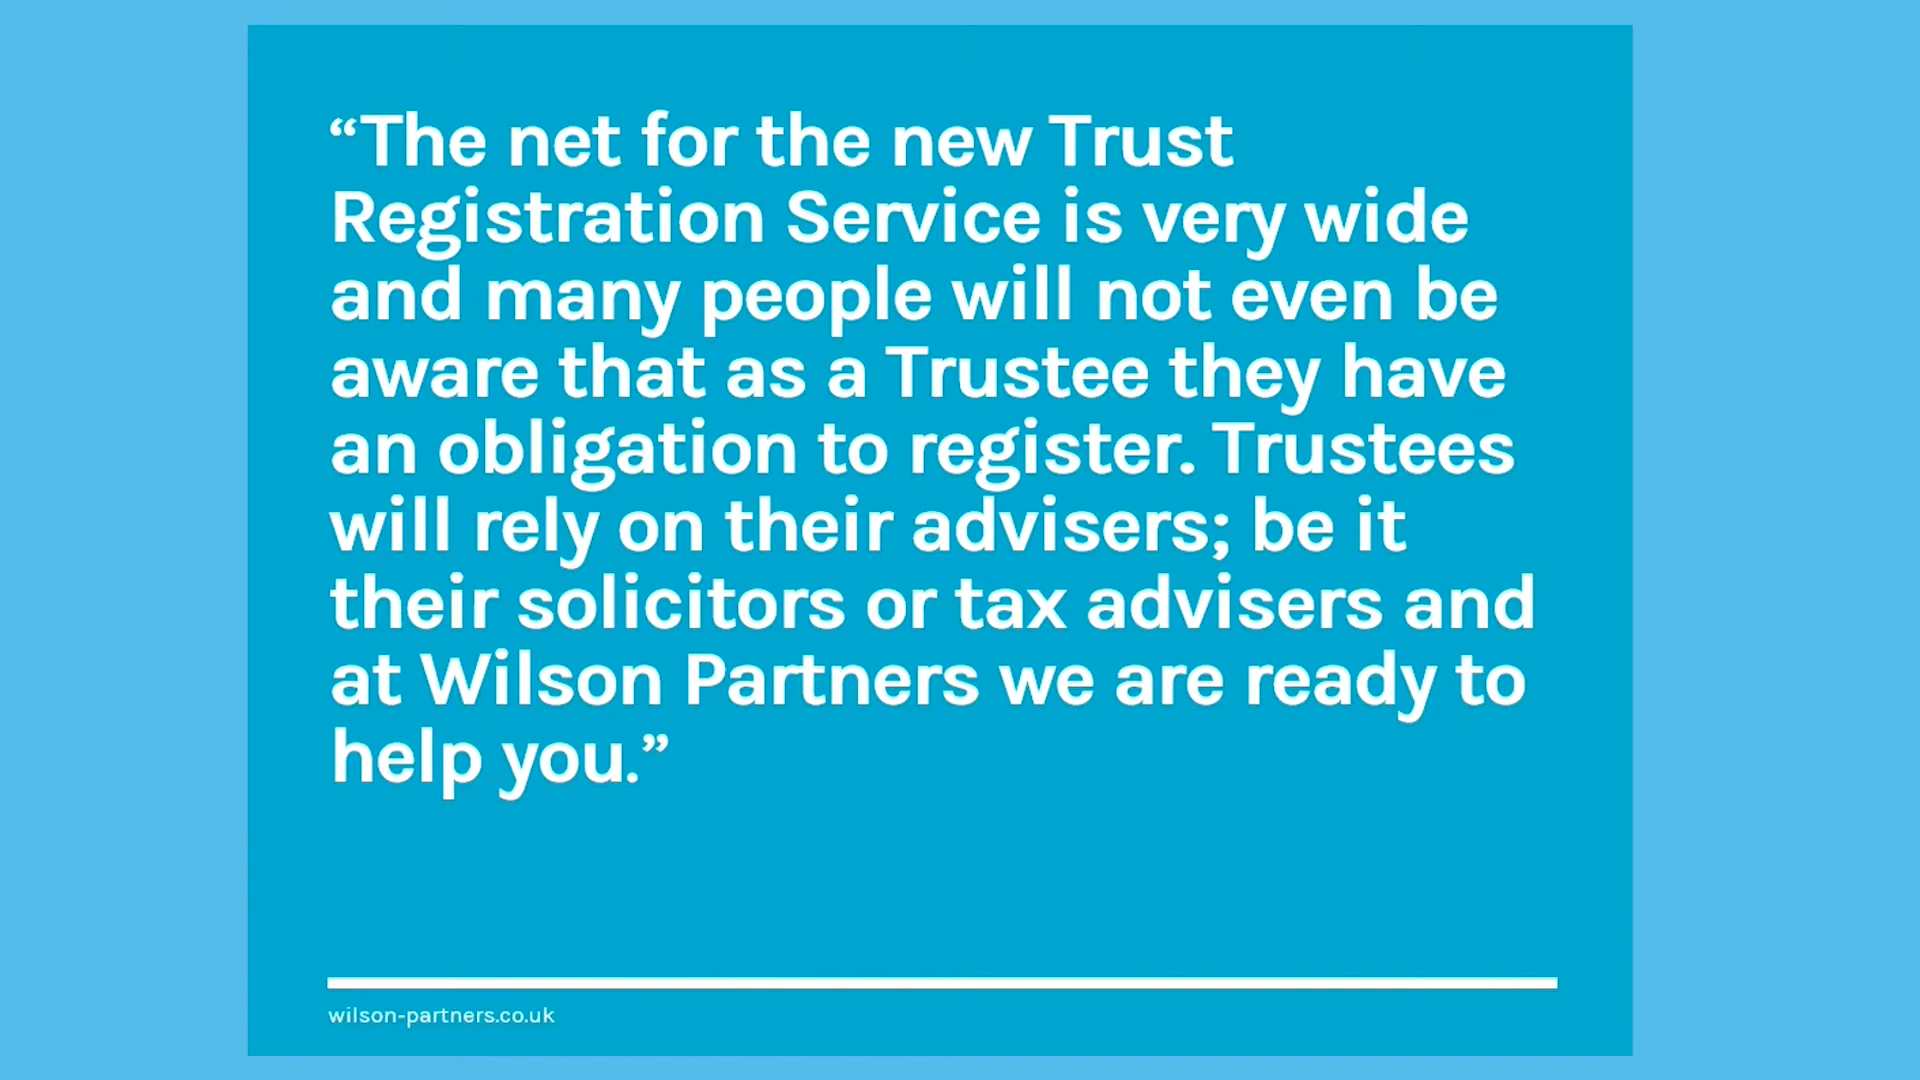 “The net for the new Trust
Registration Service is very wide
and many people will not even be
aware that as a Trustee they have
an obligation to register. Trustees
will rely on their advisers; be it
their solicitors or tax advisers and
at Wilson Partners we are ready to
help you.”
wilson-partners.co.uk